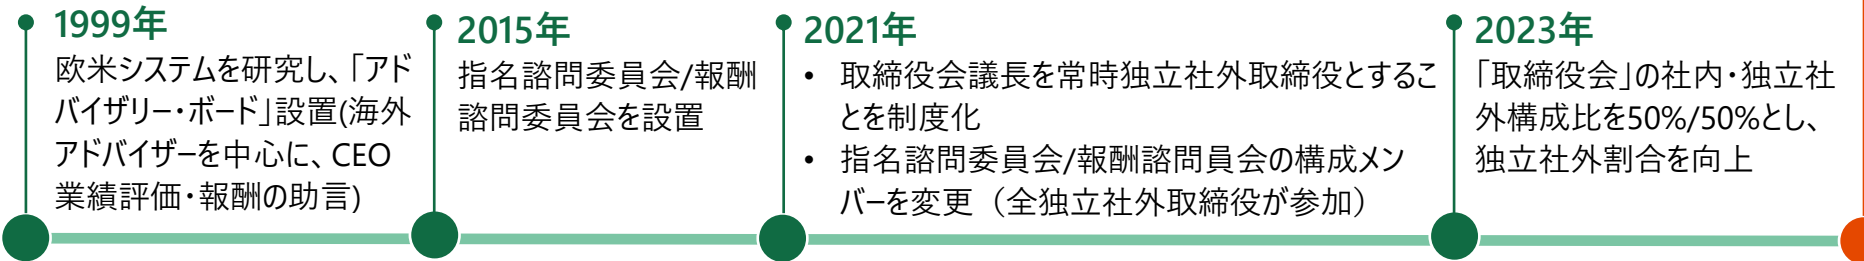 1999年
欧米システムを研究し、「アド
バイザリー・ボード」設置(海外
アドバイザーを中心に、CEO
業績評価・報酬の助言)
2015年
指名諮問委員会/報酬
諮問委員会を設置
2021年
• 取締役会議長を常時独立社外取締役とするこ
とを制度化
• 指名諮問委員会/報酬諮問員会の構成メン
バーを変更（全独立社外取締役が参加）
2023年
「取締役会」の社内・独立社
外構成比を50%/50%とし、
独立社外割合を向上